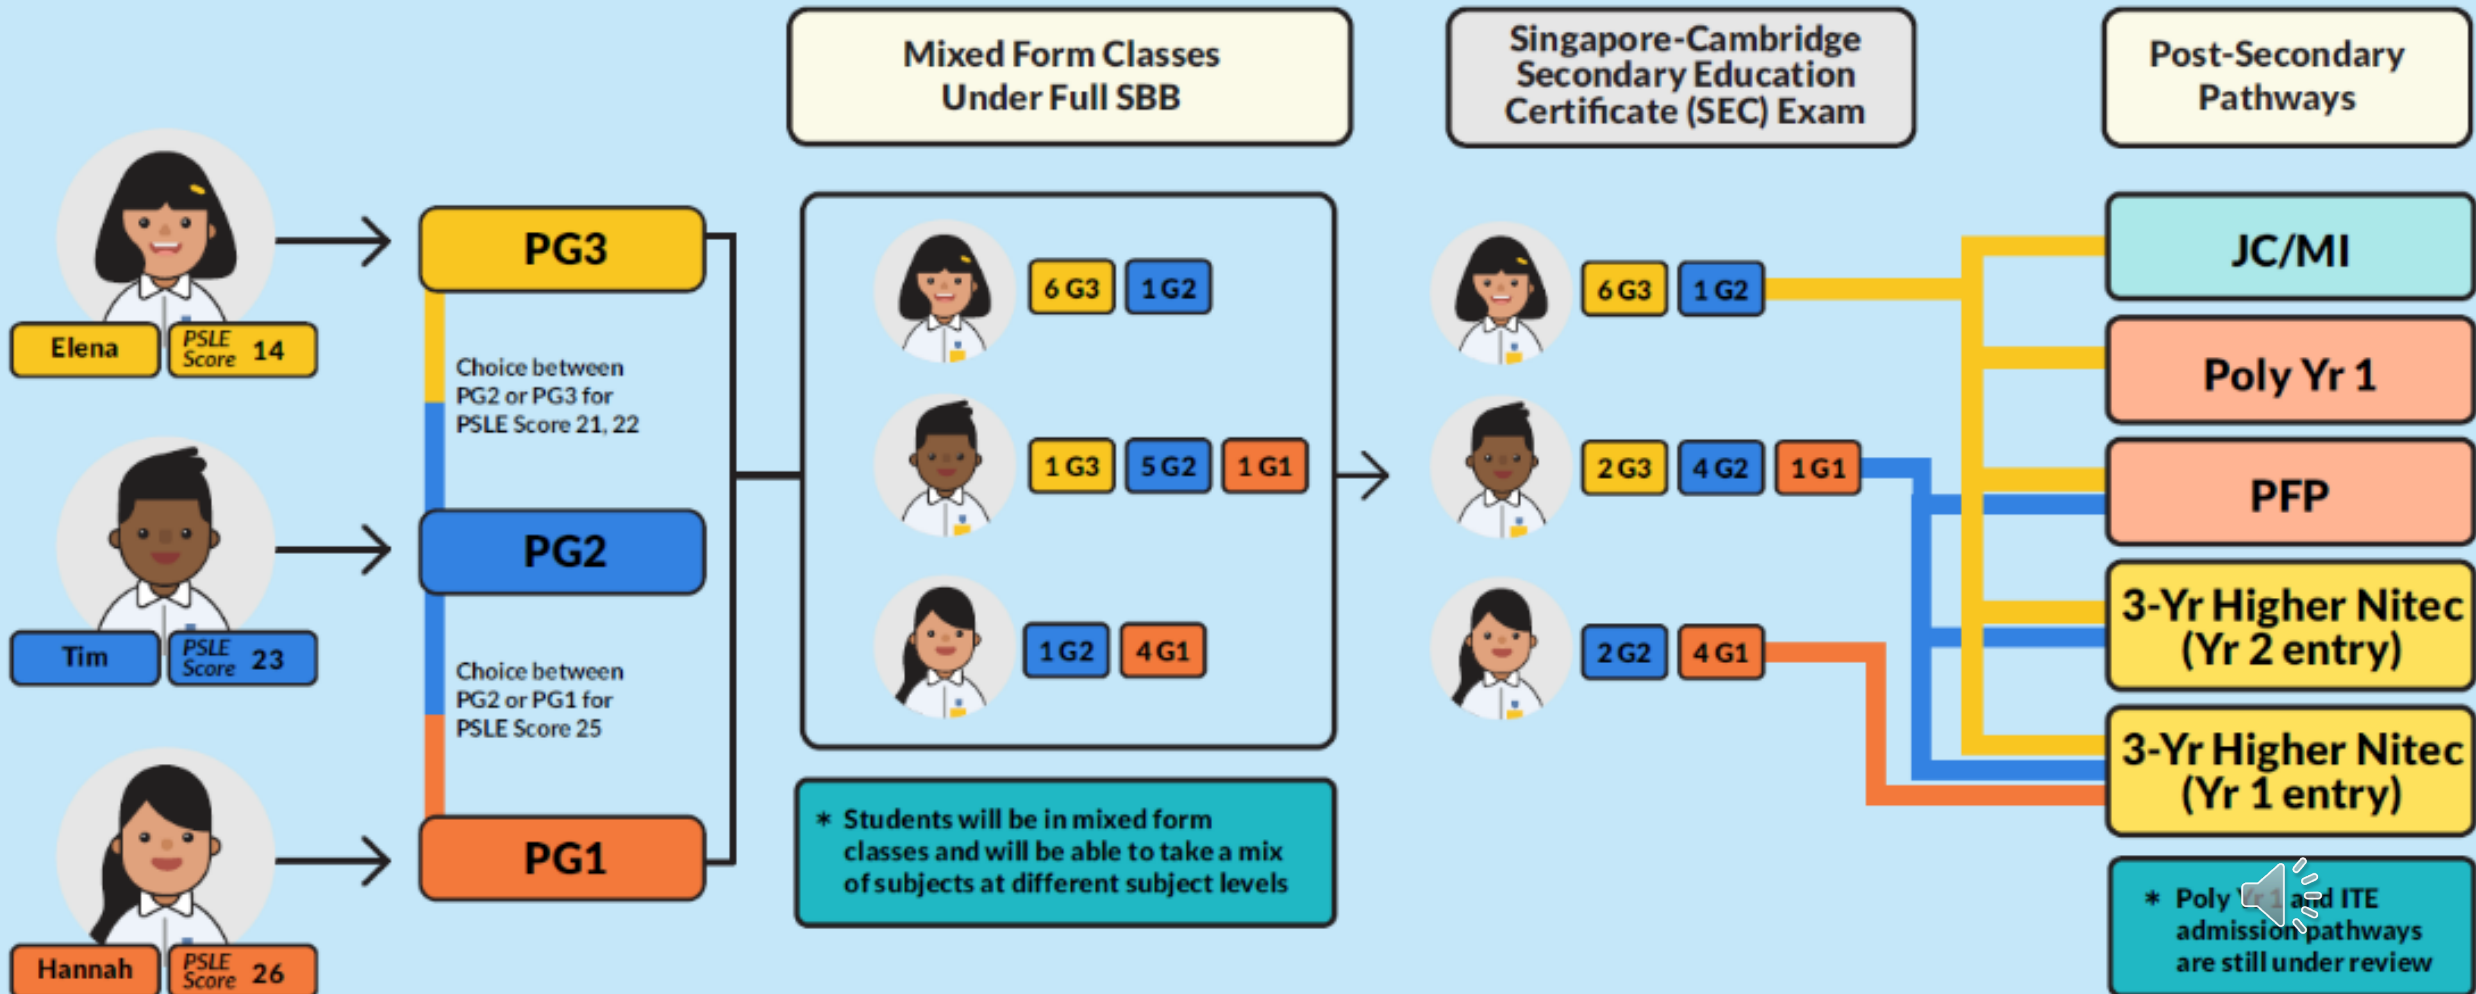 Mixed Form Classes
Under Full SBB
Singapore-Cambridge
Secondary Education
Certificate (SEC) Exam
Post-Secondary
Pathways
Elena
PSLE
Score 14
PG3
Choice between
PG2 or PG3 for
PSLE Score 21, 22
Tim
PSLE
Score 23
PG2
Choice between
PG2 or PG1 for
PSLE Score 25
Hannah
PSLE
Score 26
PG1
6 G3 1 G2
1 G3 5 G2 1 G1
1 G2 4 G1
* Students will be in mixed form
classes and will be able to take a mix
of subjects at different subject levels
6 G3 1 G2
2 G3 4 G2 1 G1
2 G2 4 G1
JC/MI
Poly Yr 1
PFP
3-Yr Higher Nitec
(Yr 2 entry)
3-Yr Higher Nitec
(Yr 1 entry)
* Poly Yr 1 and ITE
admission pathways
are still under review